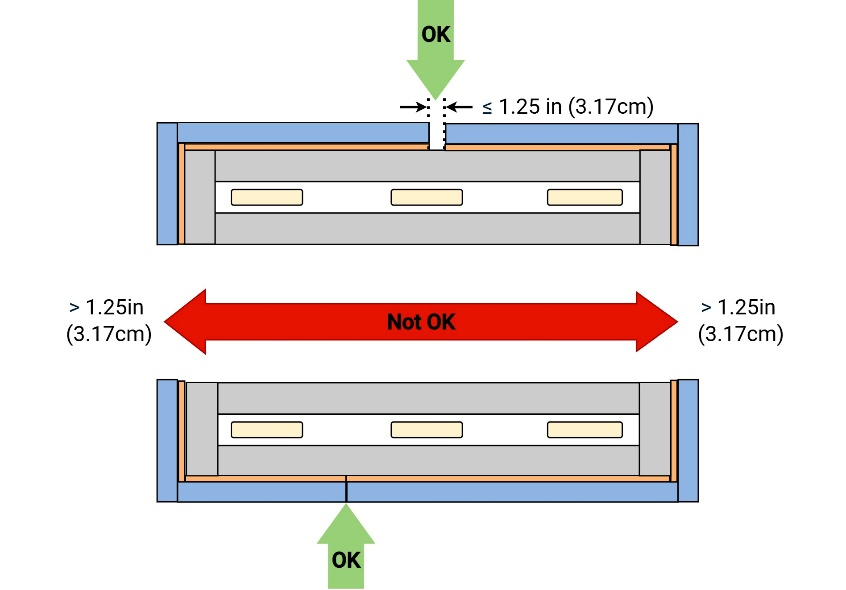 OK
≤ 1.25 in (3.17cm)
> 1.25in
(3.17cm)
Not OK
> 1.25in
(3.17cm)
OK